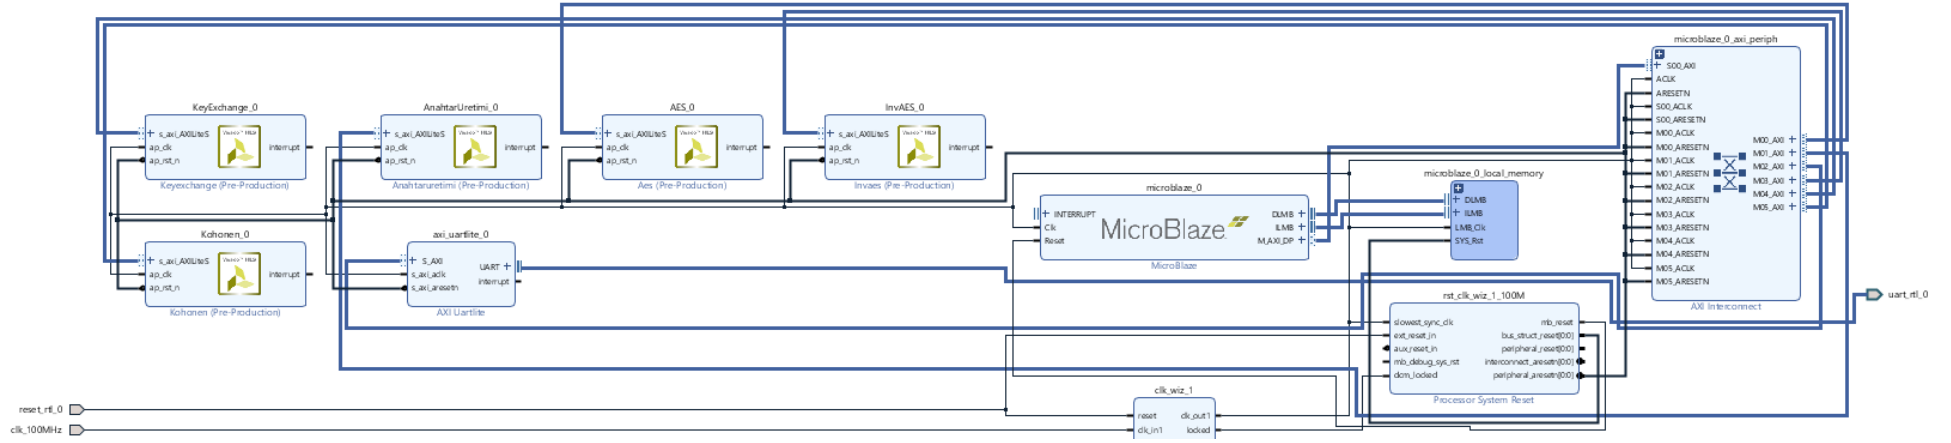 microblaze_0_axi_periph
S00_AXI
ACLK
ARESETN
S00_ACLK
S00_ARESETN
M00_ACLK
M00_ARESETN
M01_ACLK
M01_ARESETN
M02_ACLK
M02_ARESETN
M03_ACLK
M03_ARESETN
M04_ACLK
M04_ARESETN
M05_ACLK
M05_ARESETN
M00_AXI
M01_AXI
M02_AXI
M03_AXI
M04_AXI
M05_AXI
AXI Interconnect
KeyExchange_0
s_axi_AXILiteS
ap_clk
ap_rst_n
interrupt
Keyexchange (Pre-Production)
AnahtarUretimi_0
s_axi_AXILiteS
ap_clk
ap_rst_n
interrupt
Anahtaruretimi (Pre-Production)
AES_0
s_axi_AXILiteS
ap_clk
ap_rst_n
interrupt
Aes (Pre-Production)
InvAES_0
s_axi_AXILiteS
ap_clk
ap_rst_n
interrupt
Invaes (Pre-Production)
microblaze_0
INTERRUPT
Clk
Reset
MicroBlaze
DLMB
ILMB
M_AXI_DP
MicroBlaze
microblaze_0_local_memory
DLMB
ILMB
LMB_Clk
SYS_Rst
Kohonen_0
s_axi_AXILiteS
ap_clk
ap_rst_n
interrupt
Kohonen (Pre-Production)
axi_uartlite_0
S_AXI
s_axi_aclk
s_axi_aresetn
UART
interrupt
AXI Uartlite
uart_rtl_0
rst_clk_wiz_1_100M
slowest_sync_clk
ext_reset_in
aux_reset_in
mb_debug_sys_rst
dcm_locked
mb_reset
bus_struct_reset[0:0]
peripheral_reset[0:0]
interconnect_aresetn[0:0]
peripheral_aresetn[0:0]
Processor System Reset
clk_wiz_1
reset
clk_in1
clk_out1
locked
reset_rtl_0
clk_100MHz